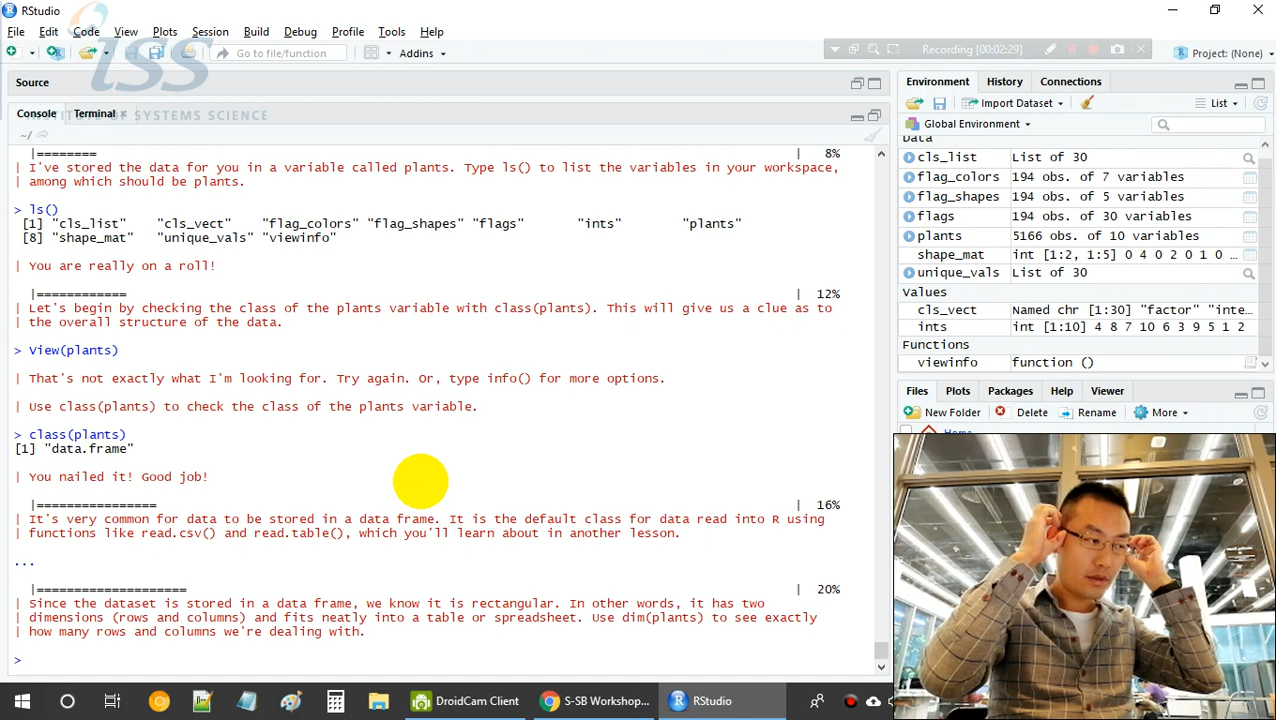 RStudio
File Edit Code View Plots Session Build Debug Profile Tools Help
Go to file/function
Addins
Recording [00:02:29]
Project: (None)
iss
INSTITUTE OF SYSTEMS SCIENCE
Source
Console Terminal
~/
|======== | 8%
| I've stored the data for you in a variable called plants. Type ls() to list the variables in your workspace,
| among which should be plants.
> ls()
[1] "cls_list" "cls_vect" "flag_colors" "flag_shapes" "flags" "ints" "plants"
[8] "shape_mat" "unique_vals" "viewinfo"
| You are really on a roll!
|============ | 12%
| Let's begin by checking the class of the plants variable with class(plants). This will give us a clue as to
| the overall structure of the data.
> View(plants)
| That's not exactly what I'm looking for. Try again. Or, type info() for more options.
| Use class(plants) to check the class of the plants variable.
> class(plants)
[1] "data.frame"
| You nailed it! Good job!
|================ | 16%
| It's very common for data to be stored in a data frame. It is the default class for data read into R using
| functions like read.csv() and read.table(), which you'll learn about in another lesson.
...
|==================== | 20%
| Since the dataset is stored in a data frame, we know it is rectangular. In other words, it has two
| dimensions (rows and columns) and fits neatly into a table or spreadsheet. Use dim(plants) to see exactly
| how many rows and columns we're dealing with.
>
Environment History Connections
Import Dataset List
Global Environment
Data
cls_list List of 30
flag_colors 194 obs. of 7 variables
flag_shapes 194 obs. of 5 variables
flags 194 obs. of 30 variables
plants 5166 obs. of 10 variables
shape_mat int [1:2, 1:5] 0 4 0 2 0 1 0 …
unique_vals List of 30
Values
cls_vect Named chr [1:30] "factor" "inte…
ints int [1:10] 4 8 7 10 6 3 9 5 1 2
Functions
viewinfo function ()
Files Plots Packages Help Viewer
New Folder Delete Rename More
Home
DroidCam Client
S-SB Workshop...
RStudio